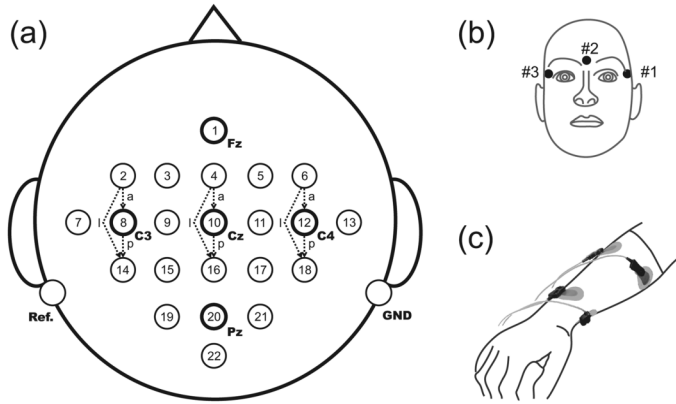 (a)
1
Fz
2 3 4 5 6
a a a
7 l 8 9 l 10 11 l 12 13
C3 Cz C4
p p p
14 15 16 17 18
Ref. GND
19 20 21
Pz
22
(b)
#2
#3 #1
(c)